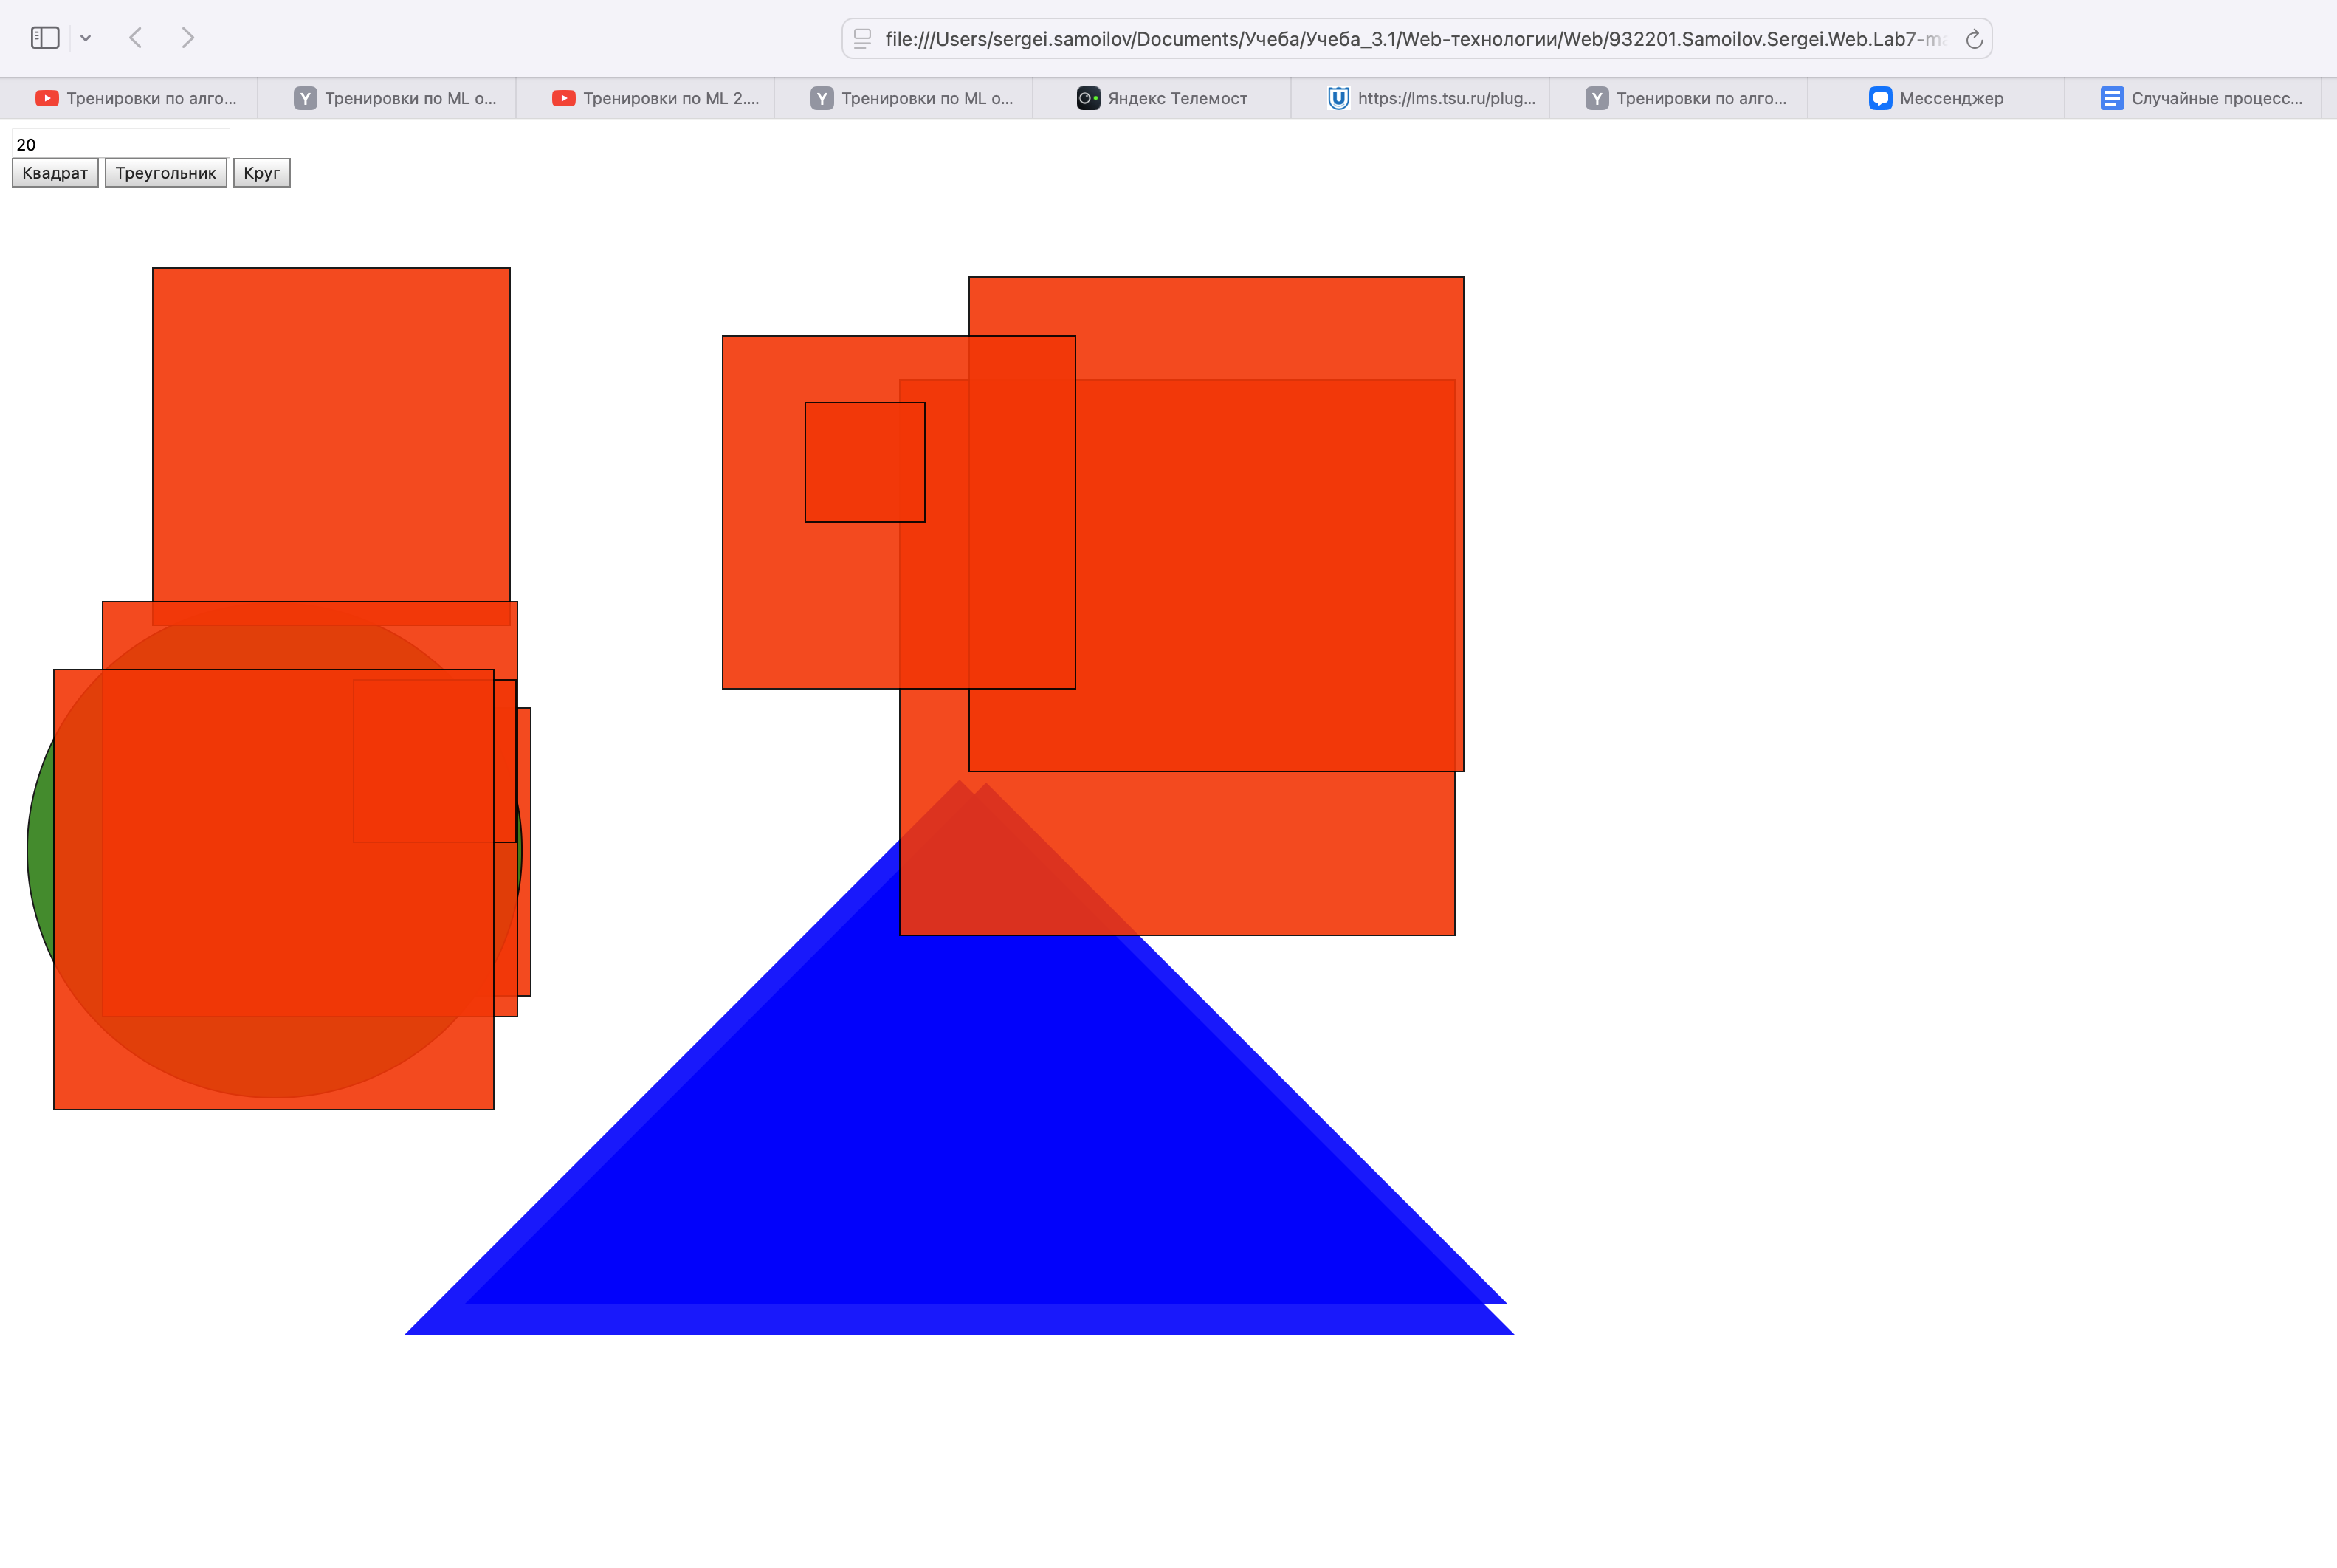 file:///Users/sergei.samoilov/Documents/Учеба/Учеба_3.1/Web-технологии/Web/932201.Samoilov.Sergei.Web.Lab7-ma
Тренировки по алго... Тренировки по ML о... Тренировки по ML 2.... Тренировки по ML о... Яндекс Телемост https://lms.tsu.ru/plug... Тренировки по алго... Мессенджер Случайные процесс...
20
Квадрат Треугольник Круг